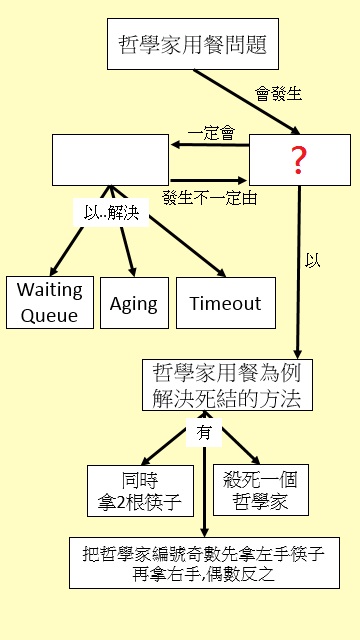 哲學家用餐問題
會發生
一定會
?
發生不一定由
以..解決
以
Waiting
Queue
Aging
Timeout
哲學家用餐為例
解決死結的方法
有
同時
拿2根筷子
殺死一個
哲學家
把哲學家編號奇數先拿左手筷子
再拿右手,偶數反之